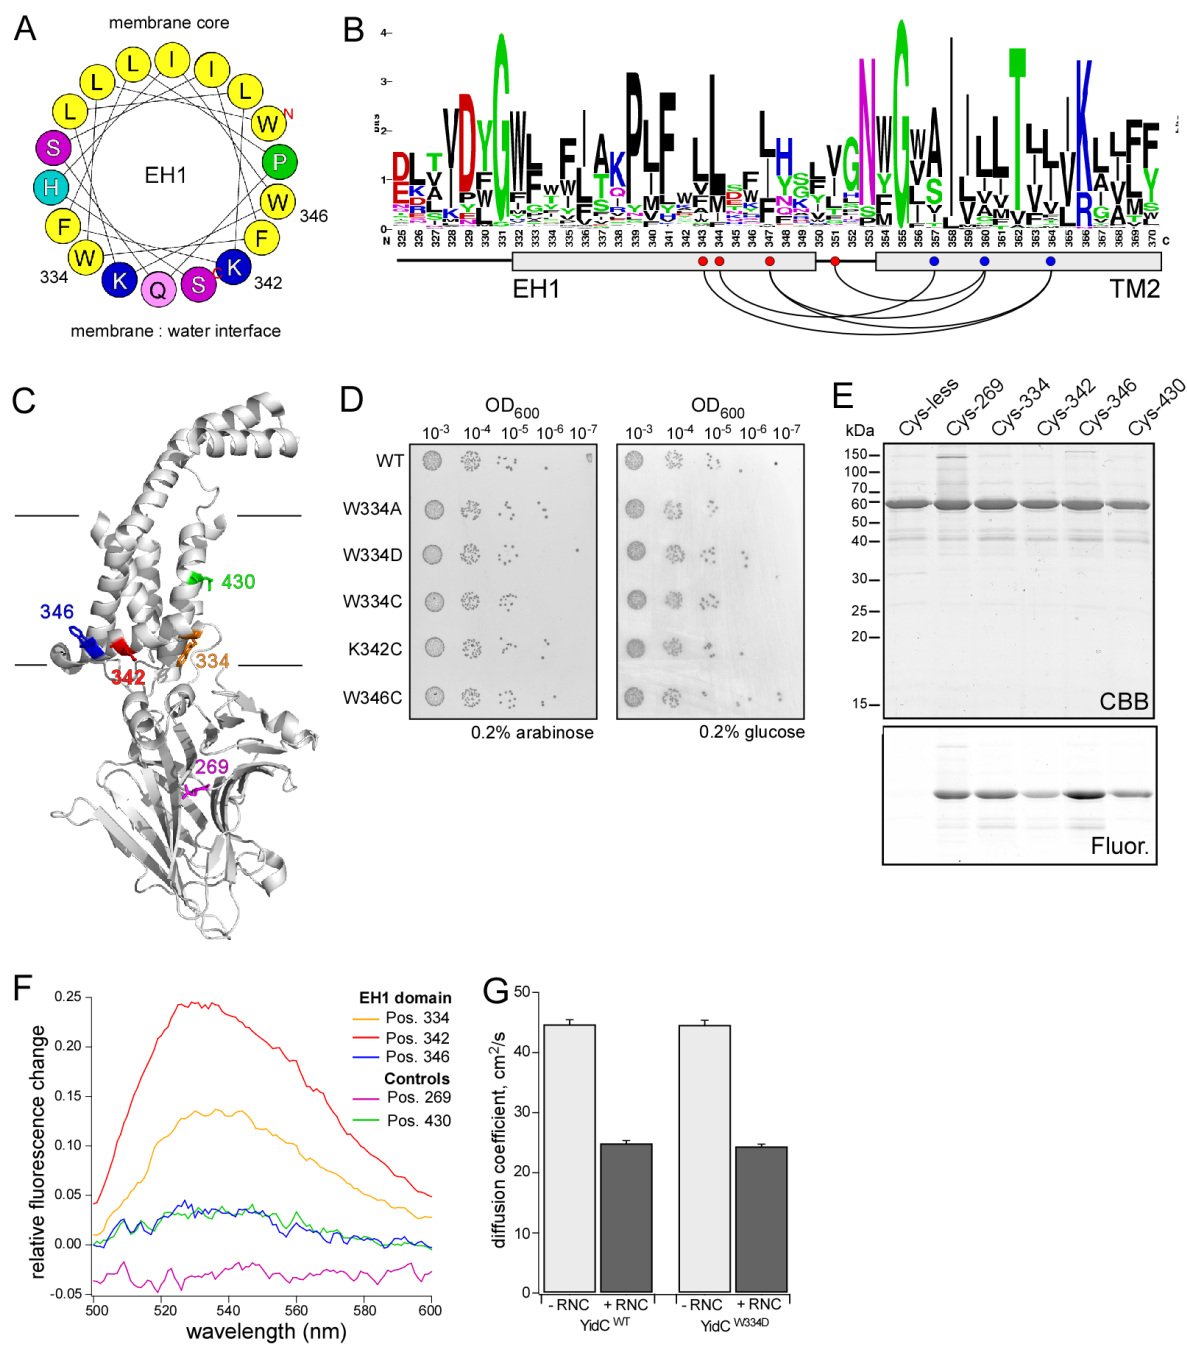 A
membrane core
L
L
I
I
L
L
W
N
S
P
H
EH1
W
346
F
F
334
W
K
Q
S
C
K
342
membrane : water interface
B
4
3
2
1
0
N
325
326
327
328
329
330
331
332
333
334
335
336
337
338
339
340
341
342
343
344
345
346
347
348
349
350
351
352
353
354
355
356
357
358
359
360
361
362
363
364
365
366
367
368
369
370
C
EH1
TM2
C
430
346
342
334
269
D
OD600
OD600
10-3 10-4 10-5 10-6 10-7
10-3 10-4 10-5 10-6 10-7
WT
W334A
W334D
W334C
K342C
W346C
0.2% arabinose
0.2% glucose
E
Cys-less
Cys-269
Cys-334
Cys-342
Cys-346
Cys-430
kDa
150
100
70
60
50
40
30
25
20
15
CBB
Fluor.
F
relative fluorescence change
0.25
0.20
0.15
0.10
0.05
0.00
-0.05
500 520 540 560 580 600
wavelength (nm)
EH1 domain
Pos. 334
Pos. 342
Pos. 346
Controls
Pos. 269
Pos. 430
G
diffusion coefficient, cm2/s
50
40
30
20
10
0
- RNC + RNC - RNC + RNC
YidC WT
YidC W334D